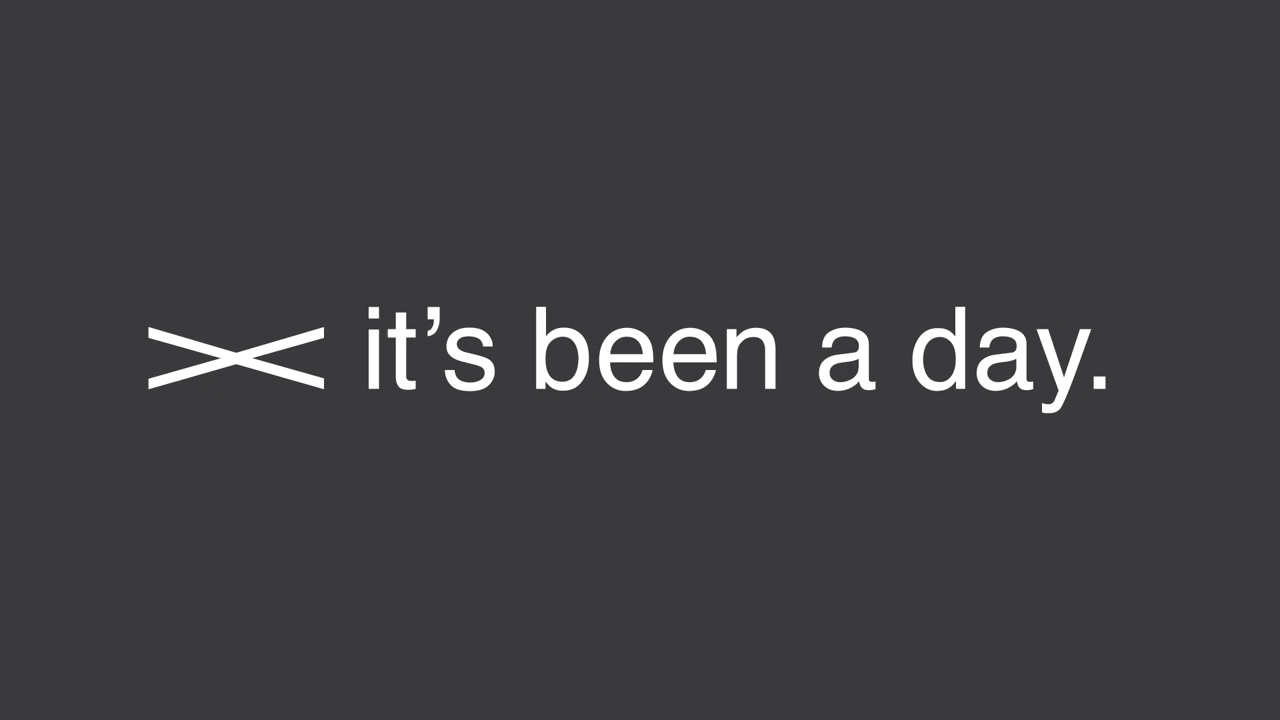 >< it’s been a day.